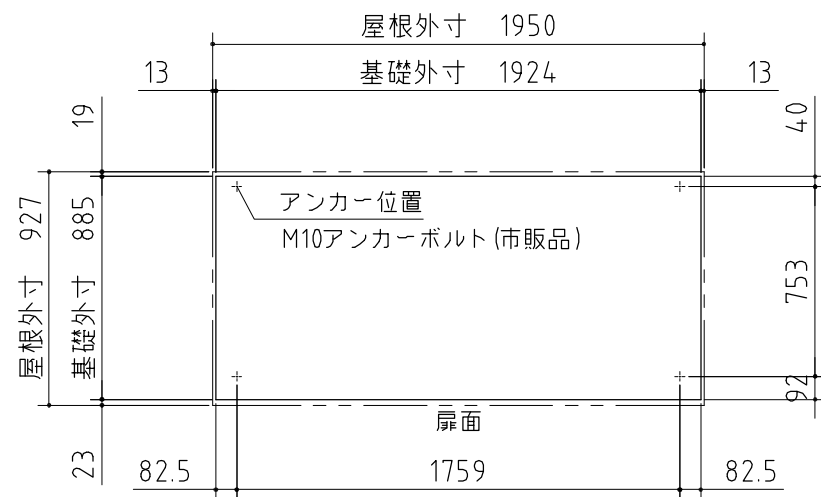 屋根外寸 1950
13 基礎外寸 1924 13
19
40
アンカー位置
M10アンカーボルト(市販品)
屋根外寸 927
基礎外寸 885
753
92
扉面
23
82.5 1759 82.5